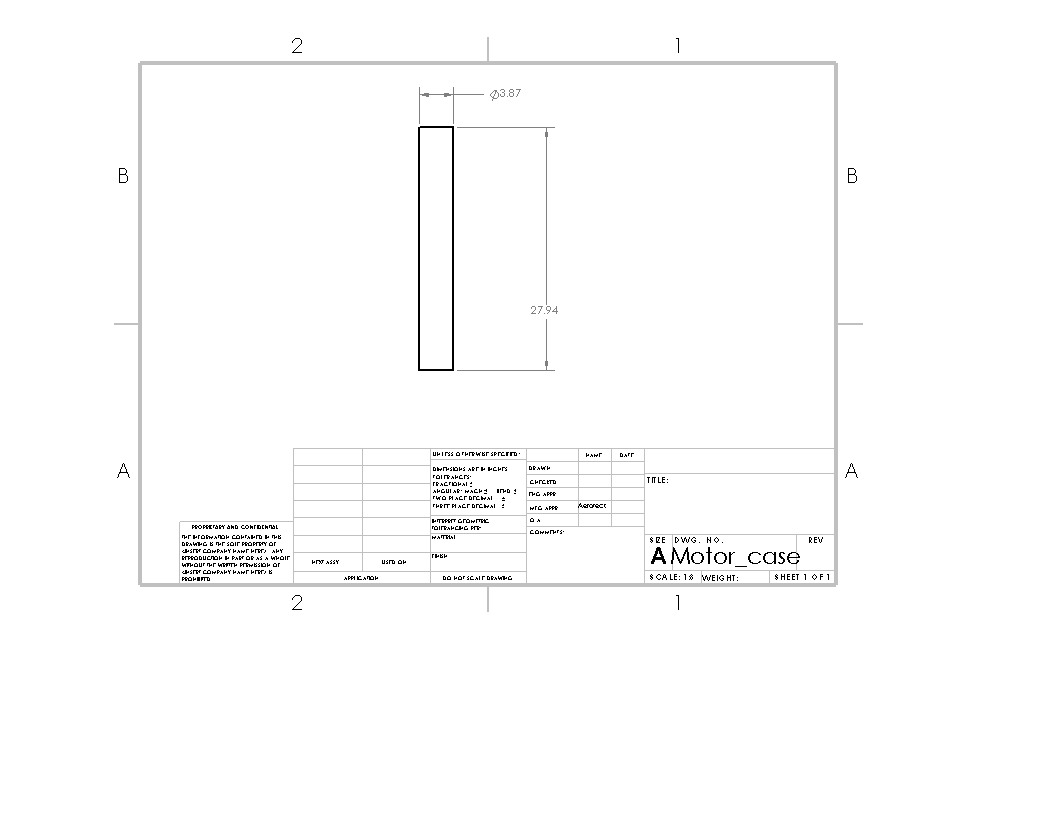 2 1
⌀3.87
B B
27.94
A A
UNLESS OTHERWISE SPECIFIED:
DIMENSIONS ARE IN INCHES
TOLERANCES:
FRACTIONAL ±
ANGULAR: MACH ± BEND ±
TWO PLACE DECIMAL ±
THREE PLACE DECIMAL ±
INTERPRET GEOMETRIC
TOLERANCING PER:
MATERIAL
FINISH
DO NOT SCALE DRAWING
NAME DATE
DRAWN
CHECKED
ENG APPR.
MFG APPR. Aerotect
Q.A.
COMMENTS:
TITLE:
SIZE DWG. NO. REV
A Motor_case
WEIGHT: SHEET 1 OF 1
PROPRIETARY AND CONFIDENTIAL
THE INFORMATION CONTAINED IN THIS
DRAWING IS THE SOLE PROPERTY OF
<INSERT COMPANY NAME HERE>. ANY
REPRODUCTION IN PART OR AS A WHOLE
WITHOUT THE WRITTEN PERMISSION OF
<INSERT COMPANY NAME HERE> IS
PROHIBITED.
NEXT ASSY USED ON
APPLICATION
2 1